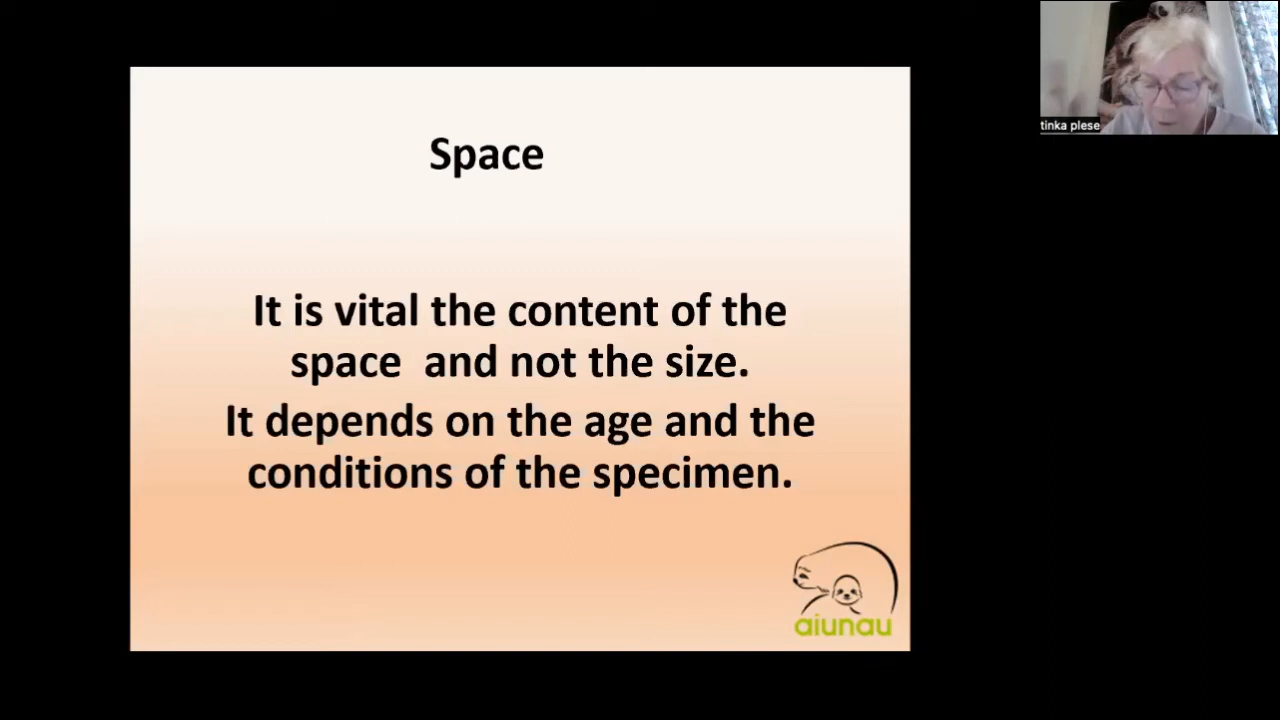 tinka plese
Space
It is vital the content of the
space and not the size.
It depends on the age and the
conditions of the specimen.
aiunau